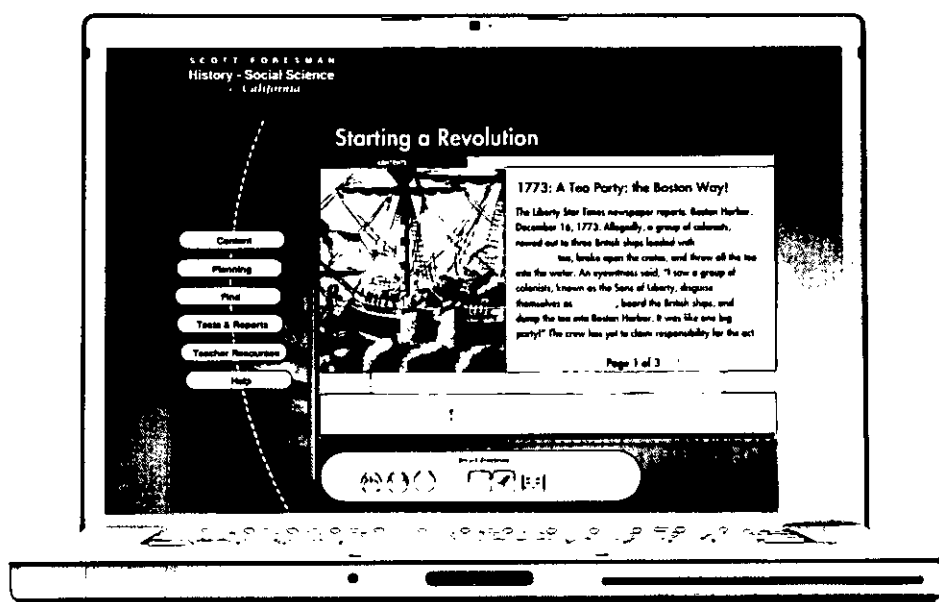 SCOTT FORESMAN
History - Social Science
California
Starting a Revolution
CONTENTS
1773: A Tea Party; the Boston Way!
The Liberty Star Times newspaper reports, Boston Harbor,
December 16, 1773. Allegedly, a group of colonists,
rowed out to three British ships loaded with
tea, broke open the crates, and threw all the tea
into the water. An eyewitness said, "I saw a group of
colonists, known as the Sons of Liberty, disguise
themselves as , board the British ships, and
dump the tea into Boston Harbor. It was like one big
party!" The crew has yet to claim responsibility for the act
Page 1 of 3
Content
Planning
Find
Tests & Reports
Teacher Resources
Help